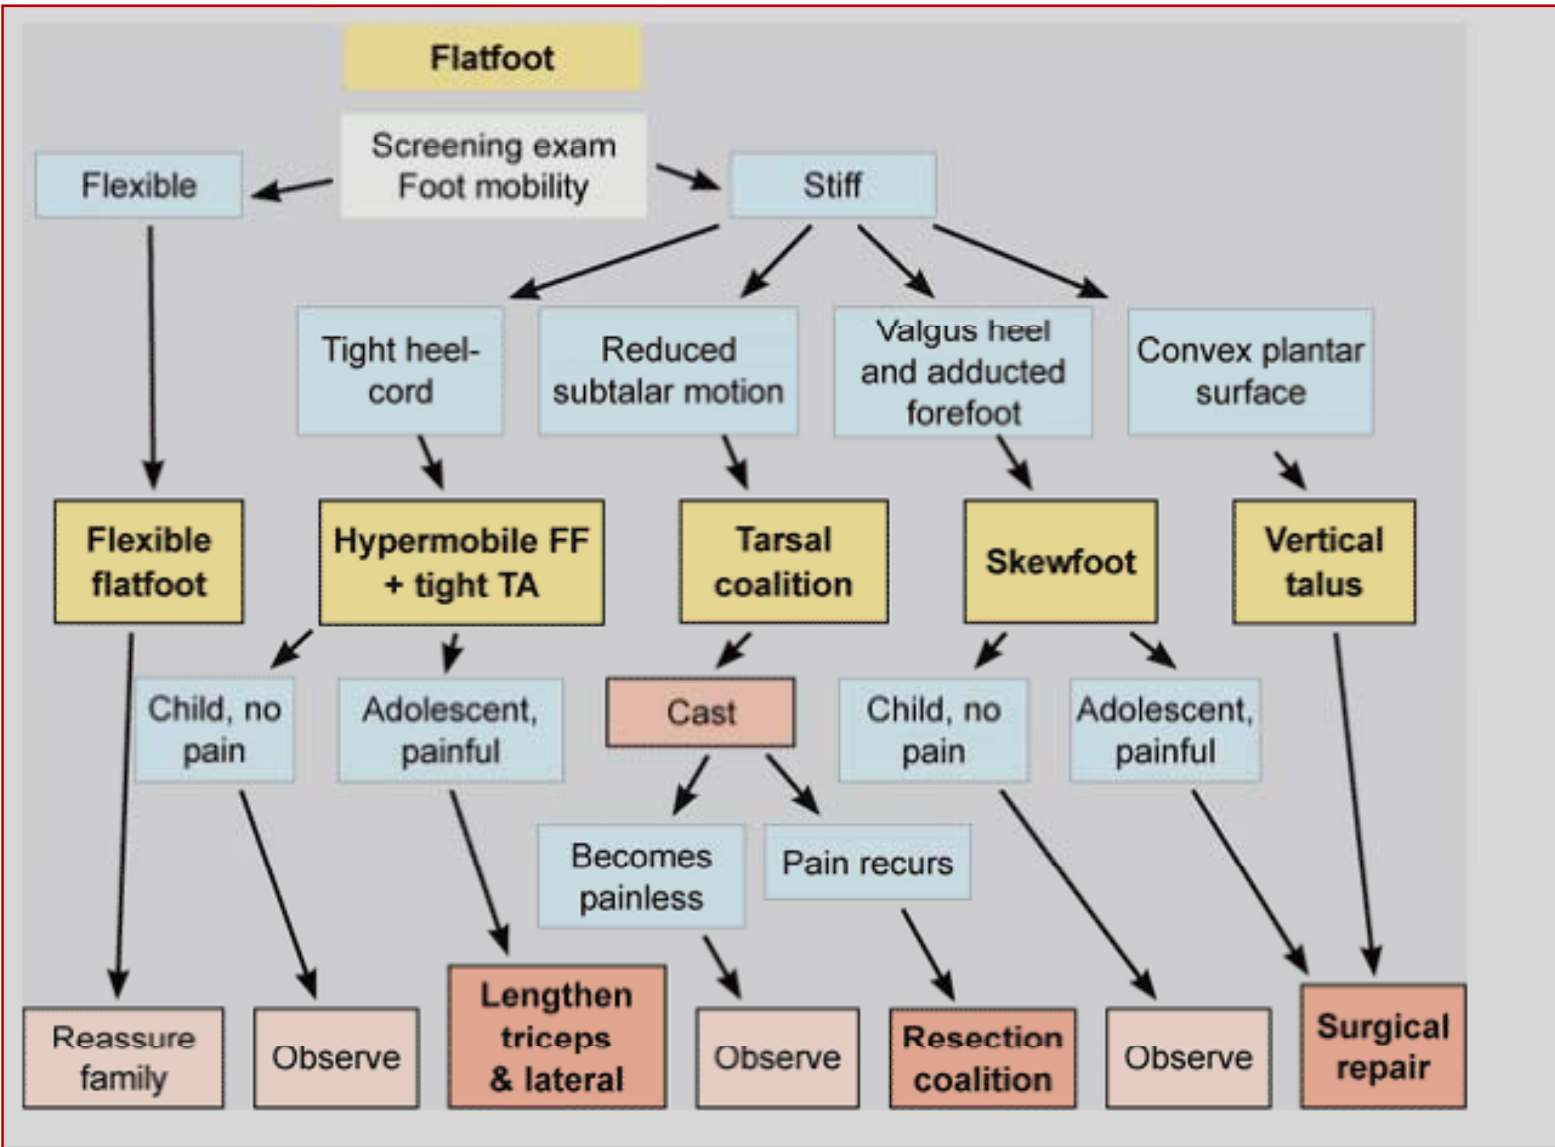 Flatfoot
Screening exam
Foot mobility
Flexible
Stiff
Tight heel-
cord
Reduced
subtalar motion
Valgus heel
and adducted
forefoot
Convex plantar
surface
Flexible
flatfoot
Hypermobile FF
+ tight TA
Tarsal
coalition
Skewfoot
Vertical
talus
Child, no
pain
Adolescent,
painful
Cast
Child, no
pain
Adolescent,
painful
Becomes
painless
Pain recurs
Reassure
family
Observe
Lengthen
triceps
& lateral
Observe
Resection
coalition
Observe
Surgical
repair